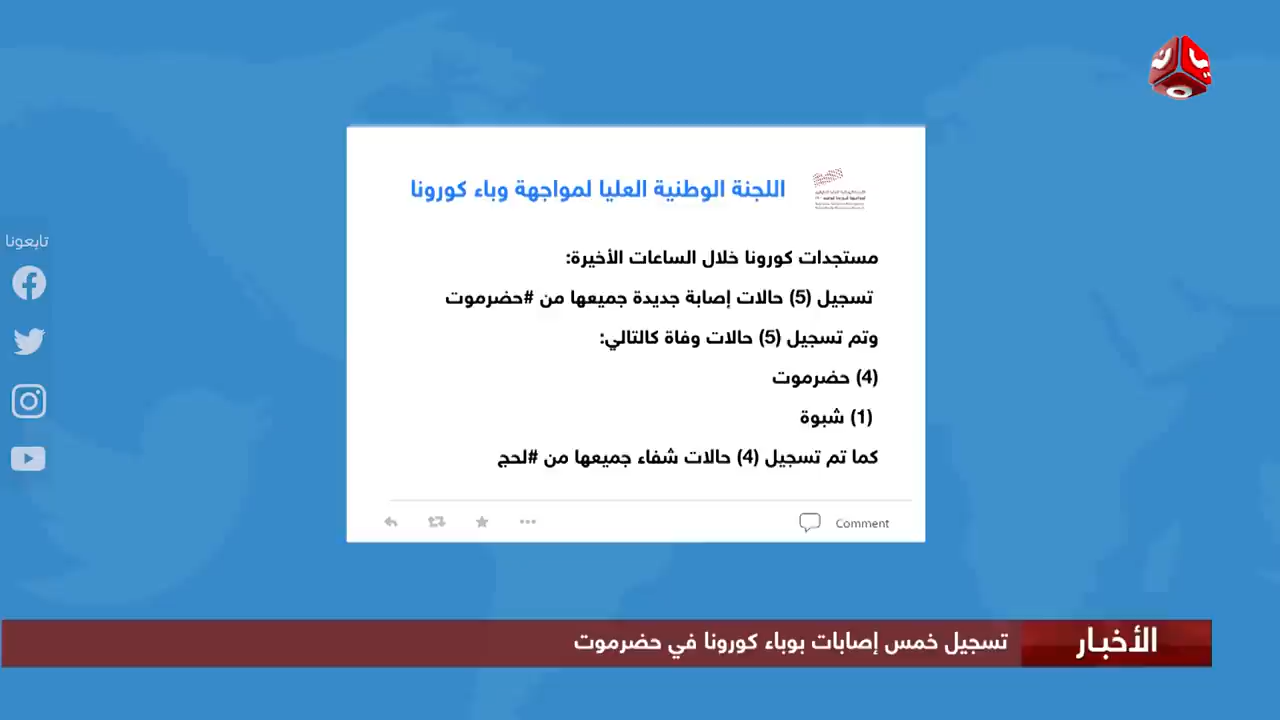 اللجنة الوطنية العليا لمواجهة وباء كورونا
مستجدات كورونا خلال الساعات الأخيرة:
تسجيل (5) حالات إصابة جديدة جميعها من #حضرموت
وتم تسجيل (5) حالات وفاة كالتالي:
(4) حضرموت
(1) شبوة
كما تم تسجيل (4) حالات شفاء جميعها من #لحج
Comment
تابعونا
الأخبار
تسجيل خمس إصابات بوباء كورونا في حضرموت